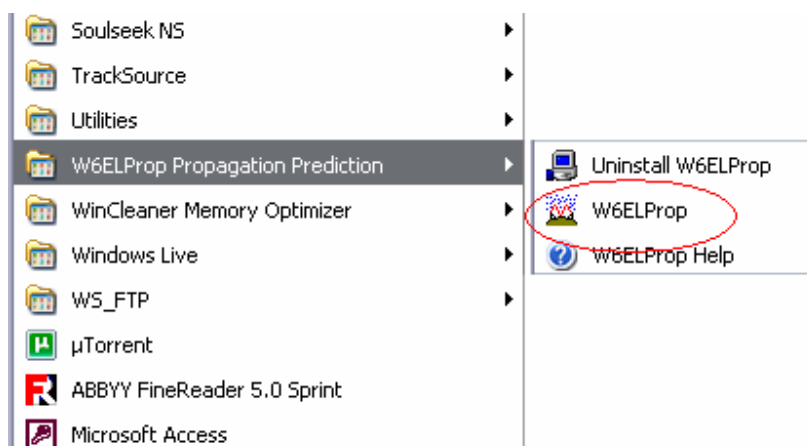 Soulseek NS
TrackSource
Utilities
W6ELProp Propagation Prediction
Uninstall W6ELProp
WinCleaner Memory Optimizer
W6ELProp
Windows Live
W6ELProp Help
WS_FTP
µTorrent
ABBYY FineReader 5.0 Sprint
Microsoft Access